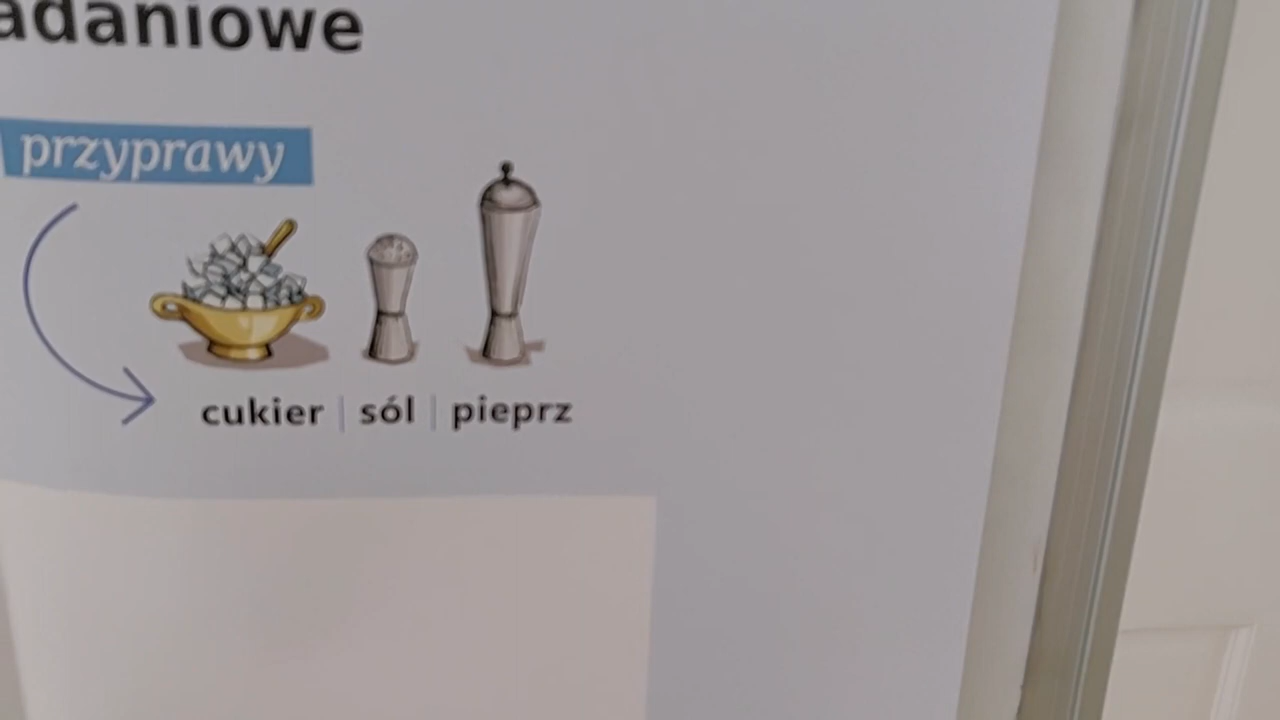 adaniowe
przyprawy
cukier | sól | pieprz